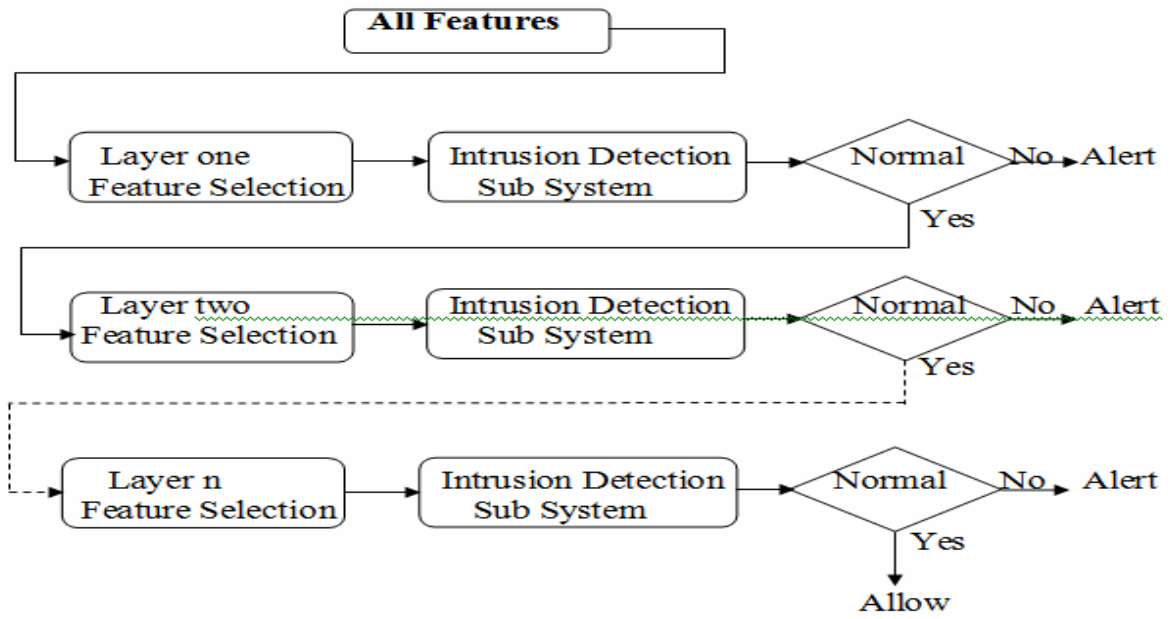 All Features
Layer one
Feature Selection
Intrusion Detection
Sub System
Normal
No
Alert
Yes
Layer two
Feature Selection
Intrusion Detection
Sub System
Normal
No
Alert
Yes
Layer n
Feature Selection
Intrusion Detection
Sub System
Normal
No
Alert
Yes
Allow